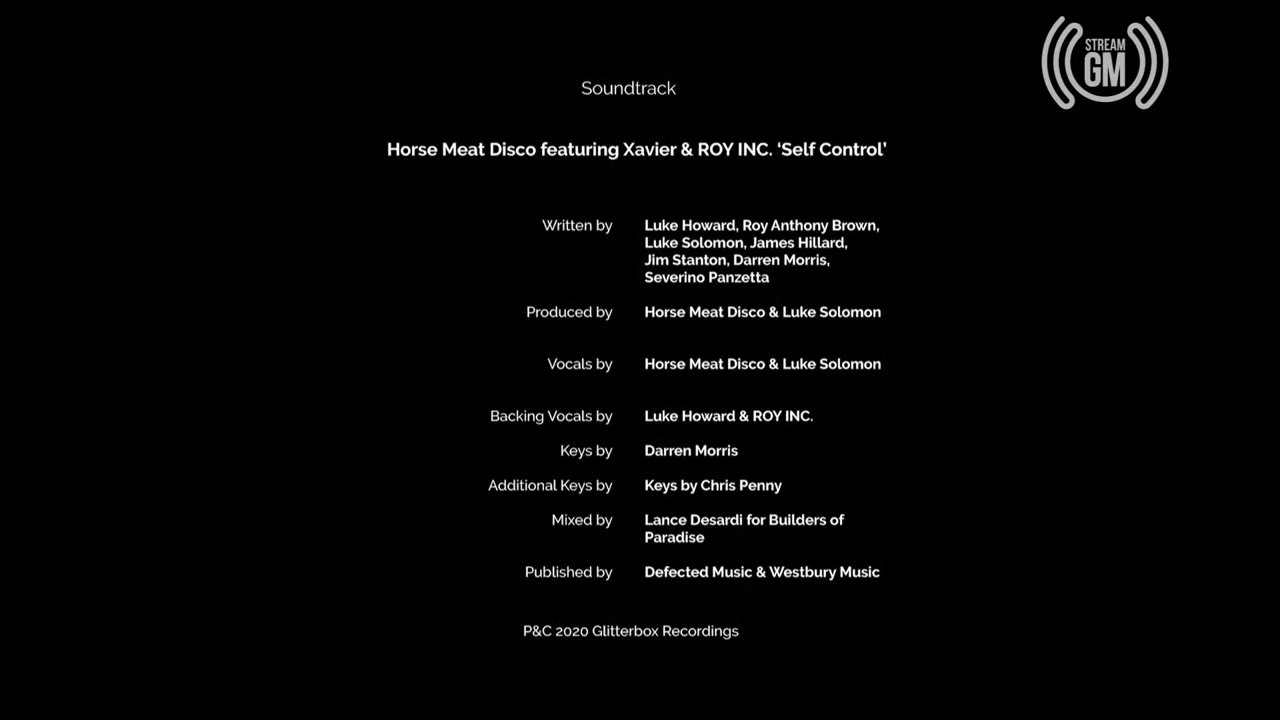 STREAM
GM
Soundtrack
Horse Meat Disco featuring Xavier & ROY INC. ‘Self Control’
Written by Luke Howard, Roy Anthony Brown,
Luke Solomon, James Hillard,
Jim Stanton, Darren Morris,
Severino Panzetta
Produced by Horse Meat Disco & Luke Solomon
Vocals by Horse Meat Disco & Luke Solomon
Backing Vocals by Luke Howard & ROY INC.
Keys by Darren Morris
Additional Keys by Keys by Chris Penny
Mixed by Lance Desardi for Builders of
Paradise
Published by Defected Music & Westbury Music
P&C 2020 Glitterbox Recordings